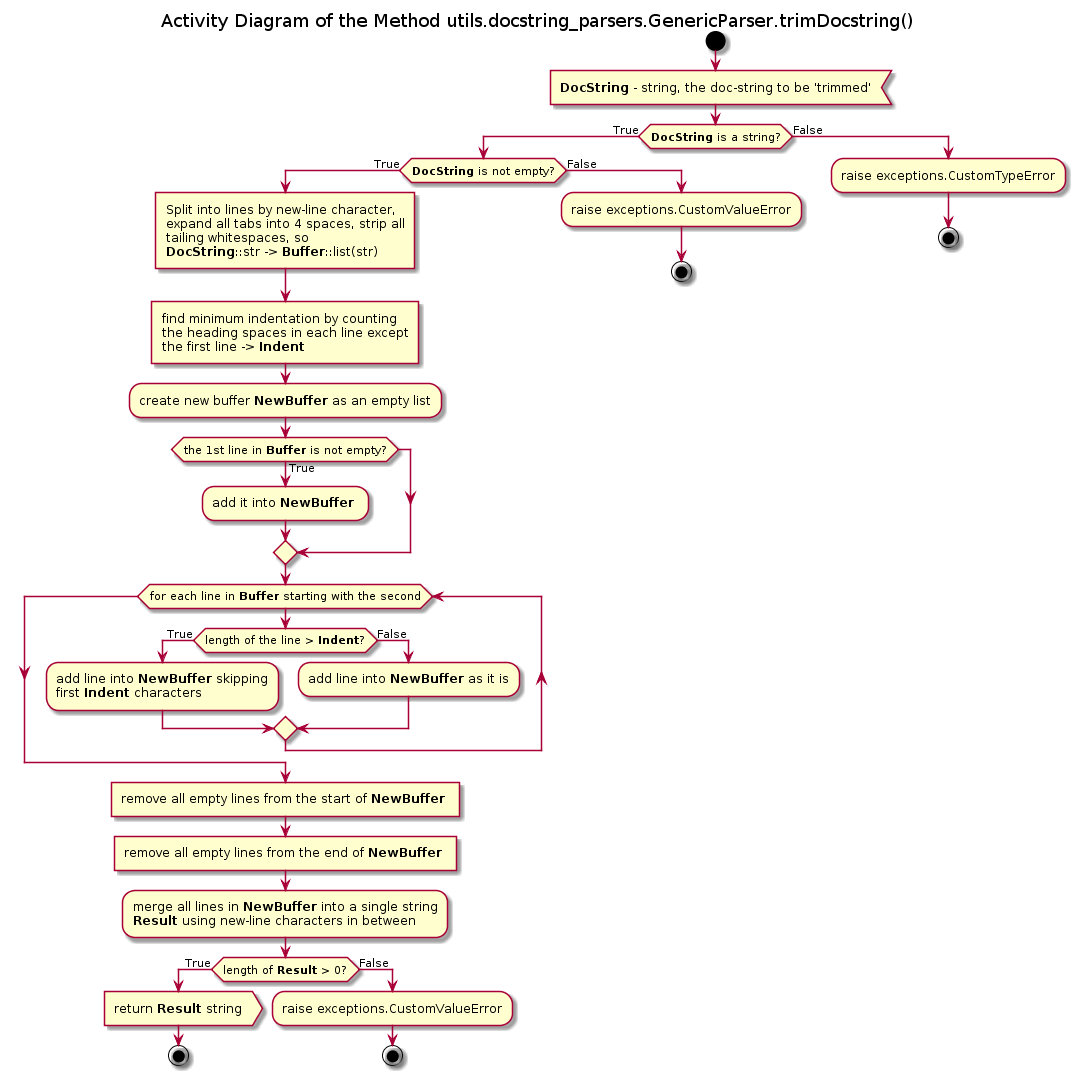 Activity Diagram of the Method utils.docstring_parsers.GenericParser.trimDocstring()
DocString - string, the doc-string to be 'trimmed'
True
DocString is a string?
False
True
DocString is not empty?
False
raise exceptions.CustomTypeError
Split into lines by new-line character,
expand all tabs into 4 spaces, strip all
tailing whitespaces, so
DocString::str -> Buffer::list(str)
raise exceptions.CustomValueError
find minimum indentation by counting
the heading spaces in each line except
the first line -> Indent
create new buffer NewBuffer as an empty list
the 1st line in Buffer is not empty?
True
add it into NewBuffer
for each line in Buffer starting with the second
True
length of the line > Indent?
False
add line into NewBuffer skipping
first Indent characters
add line into NewBuffer as it is
remove all empty lines from the start of NewBuffer
remove all empty lines from the end of NewBuffer
merge all lines in NewBuffer into a single string
Result using new-line characters in between
True
length of Result > 0?
False
return Result string
raise exceptions.CustomValueError